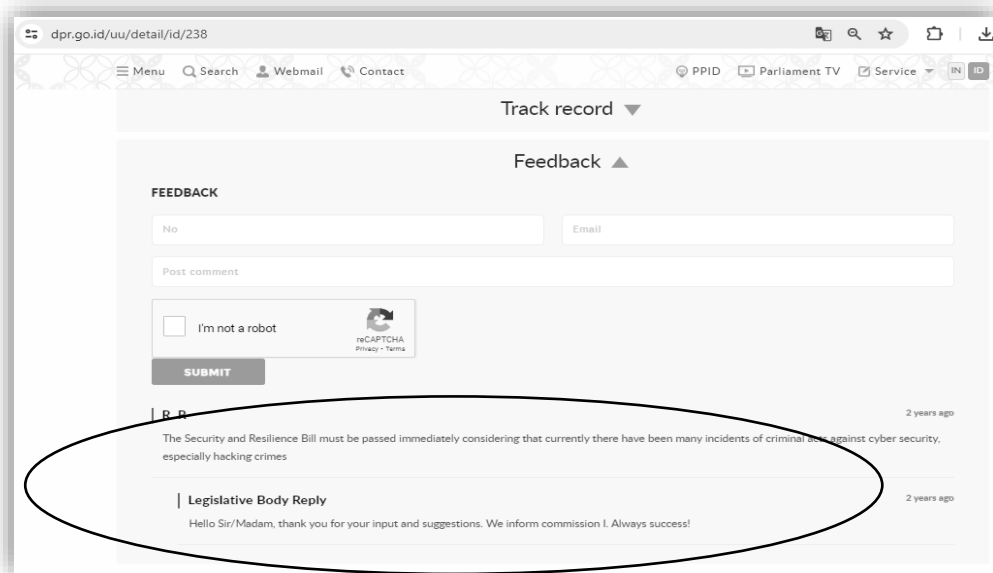 dpr.go.id/uu/detail/id/238
Menu Search Webmail Contact PPID Parliament TV Service IN ID
Track record
Feedback
FEEDBACK
No Email
Post comment
I'm not a robot
reCAPTCHA
Privacy - Terms
SUBMIT
R R 2 years ago
The Security and Resilience Bill must be passed immediately considering that currently there have been many incidents of criminal acts against cyber security,
especially hacking crimes
Legislative Body Reply 2 years ago
Hello Sir/Madam, thank you for your input and suggestions. We inform commission I. Always success!